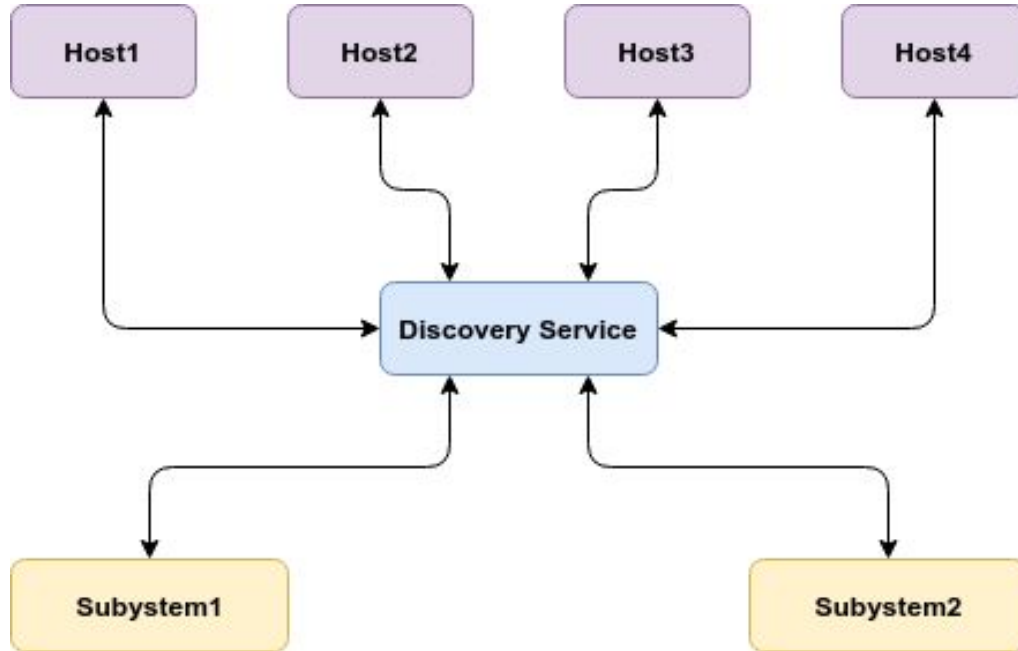 Host1
Host2
Host3
Host4
Discovery Service
Subystem1
Subystem2